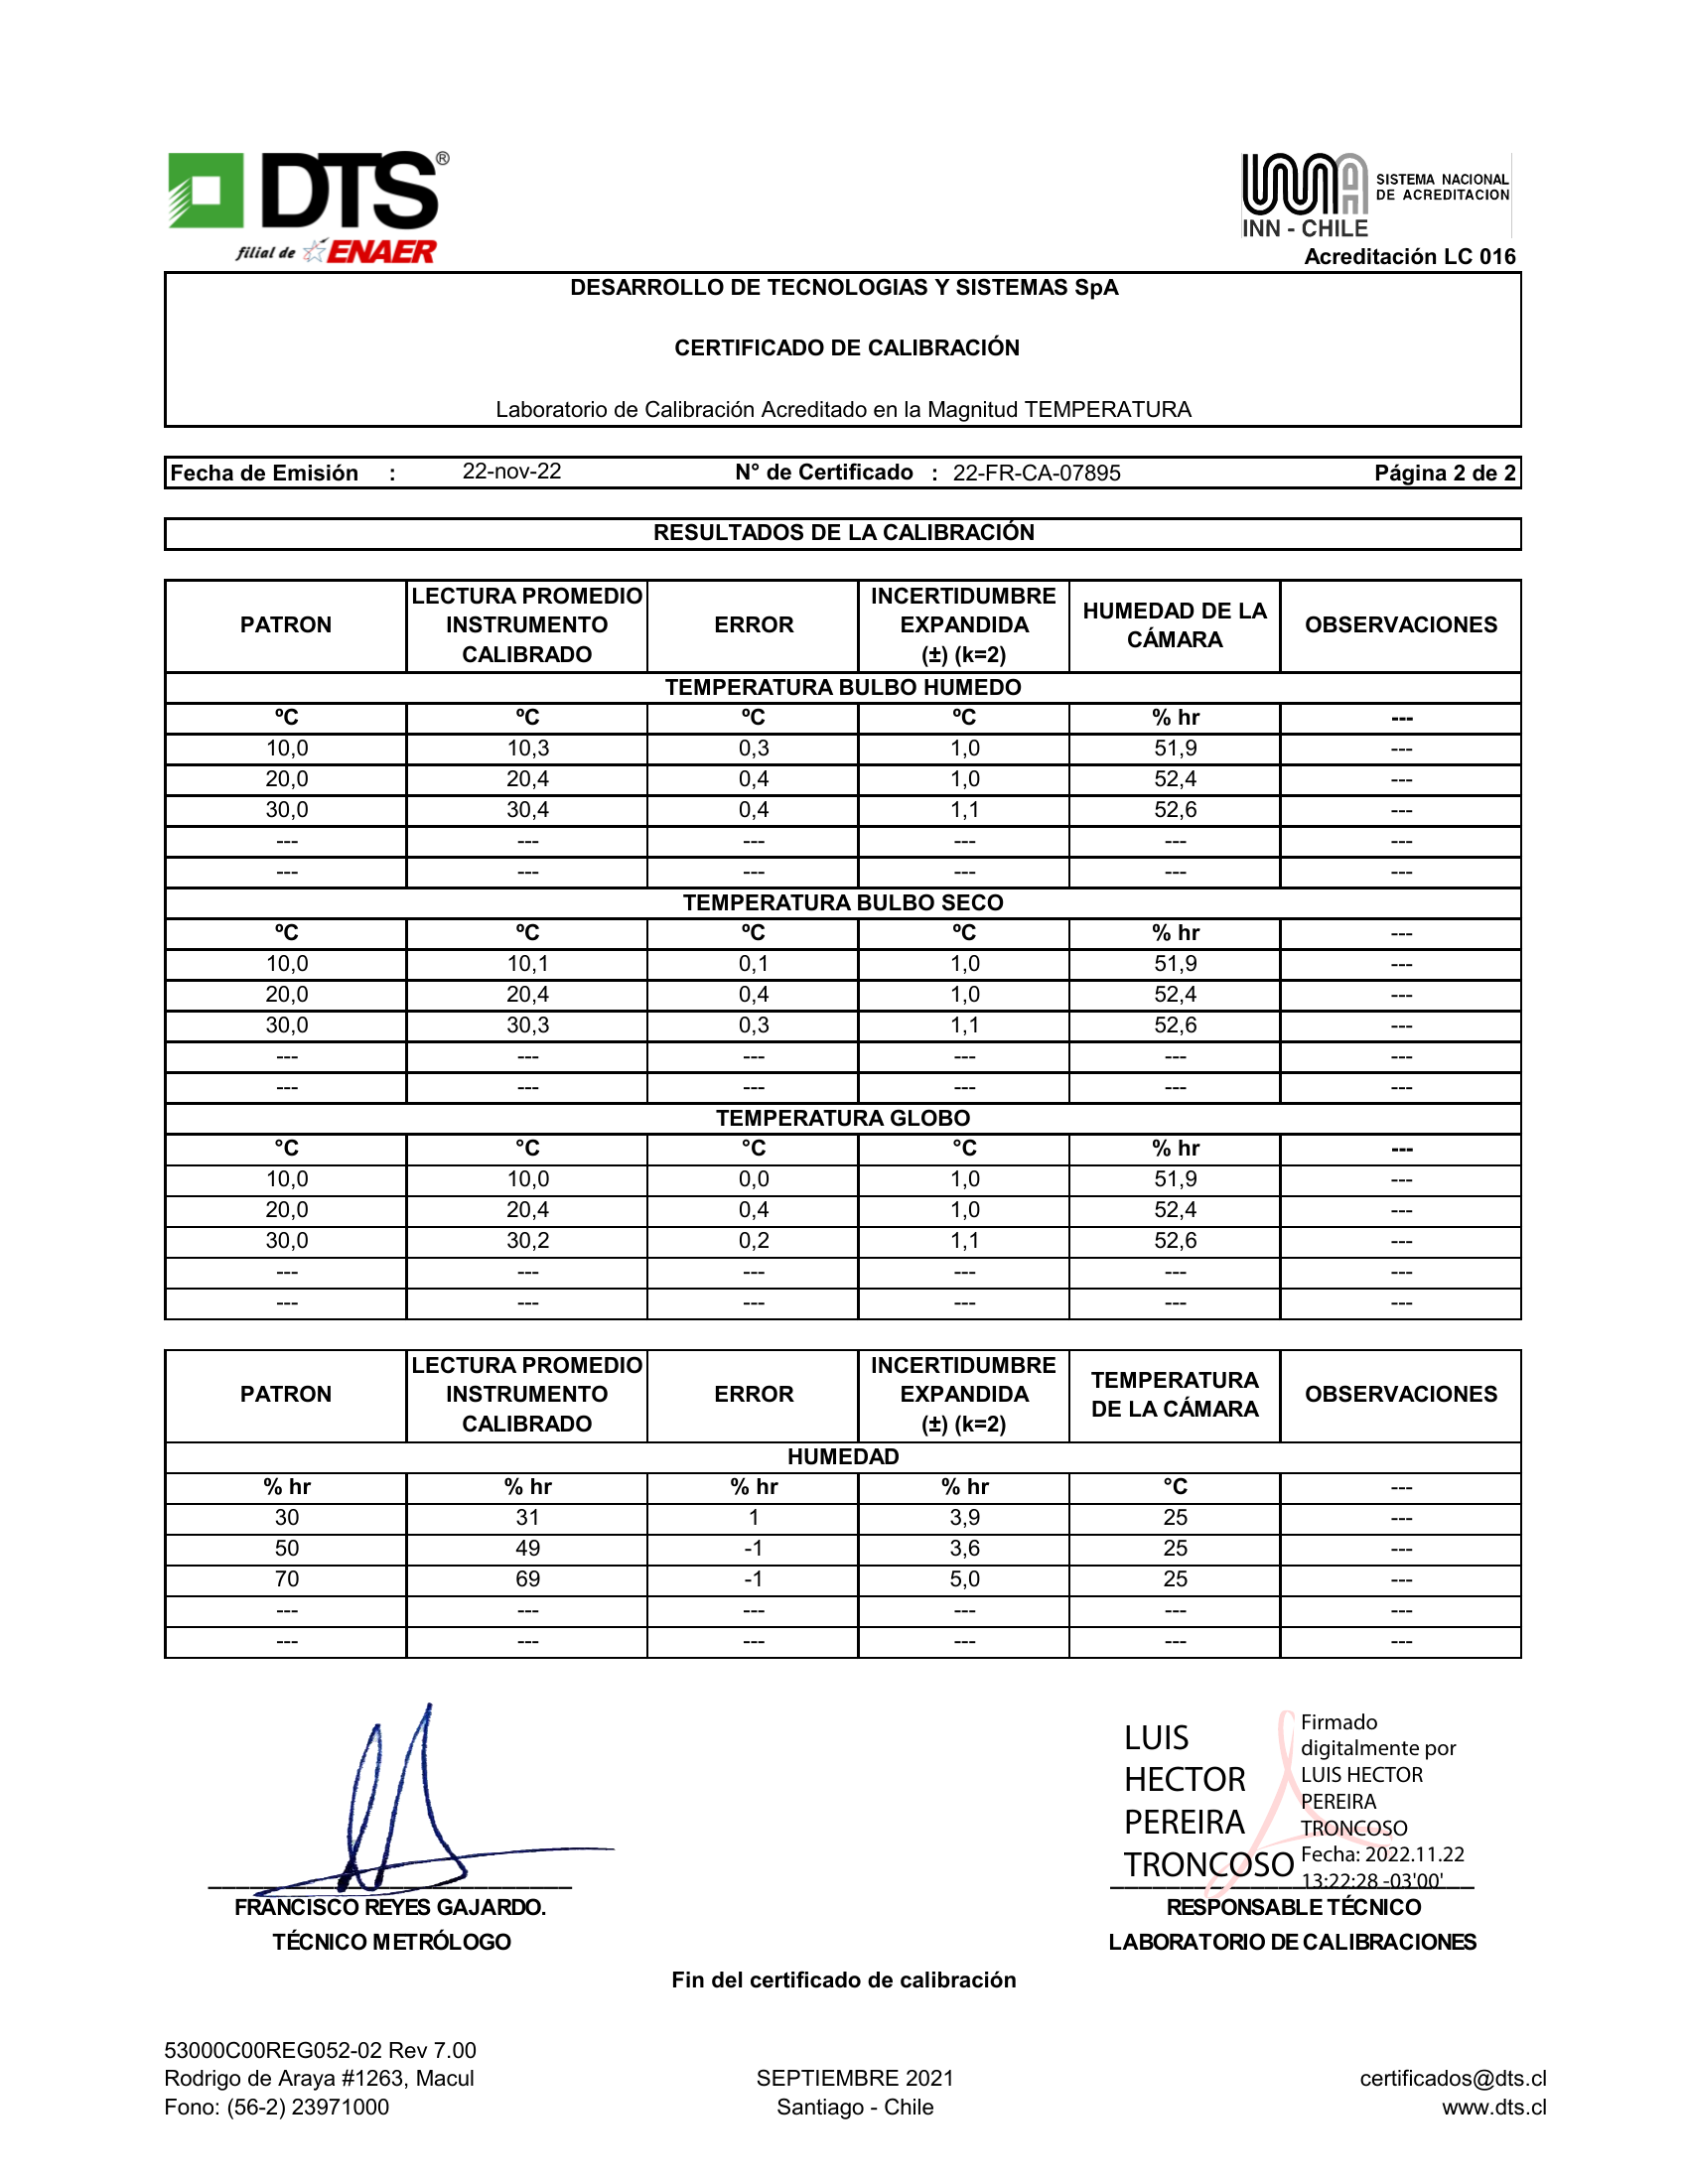 DTS®
filial de ENAER
SISTEMA NACIONAL
DE ACREDITACION
INN - CHILE
Acreditación LC 016
DESARROLLO DE TECNOLOGIAS Y SISTEMAS SpA
CERTIFICADO DE CALIBRACIÓN
Laboratorio de Calibración Acreditado en la Magnitud TEMPERATURA
Fecha de Emisión : 22-nov-22 N° de Certificado : 22-FR-CA-07895 Página 2 de 2
RESULTADOS DE LA CALIBRACIÓN
PATRON LECTURA PROMEDIO INSTRUMENTO CALIBRADO ERROR INCERTIDUMBRE EXPANDIDA (±) (k=2) HUMEDAD DE LA CÁMARA OBSERVACIONES
TEMPERATURA BULBO HUMEDO
ºC ºC ºC ºC % hr ---
10,0 10,3 0,3 1,0 51,9 ---
20,0 20,4 0,4 1,0 52,4 ---
30,0 30,4 0,4 1,1 52,6 ---
--- --- --- --- --- ---
--- --- --- --- --- ---
TEMPERATURA BULBO SECO
ºC ºC ºC ºC % hr ---
10,0 10,1 0,1 1,0 51,9 ---
20,0 20,4 0,4 1,0 52,4 ---
30,0 30,3 0,3 1,1 52,6 ---
--- --- --- --- --- ---
--- --- --- --- --- ---
TEMPERATURA GLOBO
°C °C °C °C % hr ---
10,0 10,0 0,0 1,0 51,9 ---
20,0 20,4 0,4 1,0 52,4 ---
30,0 30,2 0,2 1,1 52,6 ---
--- --- --- --- --- ---
--- --- --- --- --- ---
PATRON LECTURA PROMEDIO INSTRUMENTO CALIBRADO ERROR INCERTIDUMBRE EXPANDIDA (±) (k=2) TEMPERATURA DE LA CÁMARA OBSERVACIONES
HUMEDAD
% hr % hr % hr % hr °C ---
30 31 1 3,9 25 ---
50 49 -1 3,6 25 ---
70 69 -1 5,0 25 ---
--- --- --- --- --- ---
--- --- --- --- --- ---
LUIS
HECTOR
PEREIRA
TRONCOSO
Firmado
digitalmente por
LUIS HECTOR
PEREIRA
TRONCOSO
Fecha: 2022.11.22
13:22:28 -03'00'
FRANCISCO REYES GAJARDO.
TÉCNICO METRÓLOGO
RESPONSABLE TÉCNICO
LABORATORIO DE CALIBRACIONES
Fin del certificado de calibración
53000C00REG052-02 Rev 7.00
Rodrigo de Araya #1263, Macul SEPTIEMBRE 2021 certificados@dts.cl
Fono: (56-2) 23971000 Santiago - Chile www.dts.cl